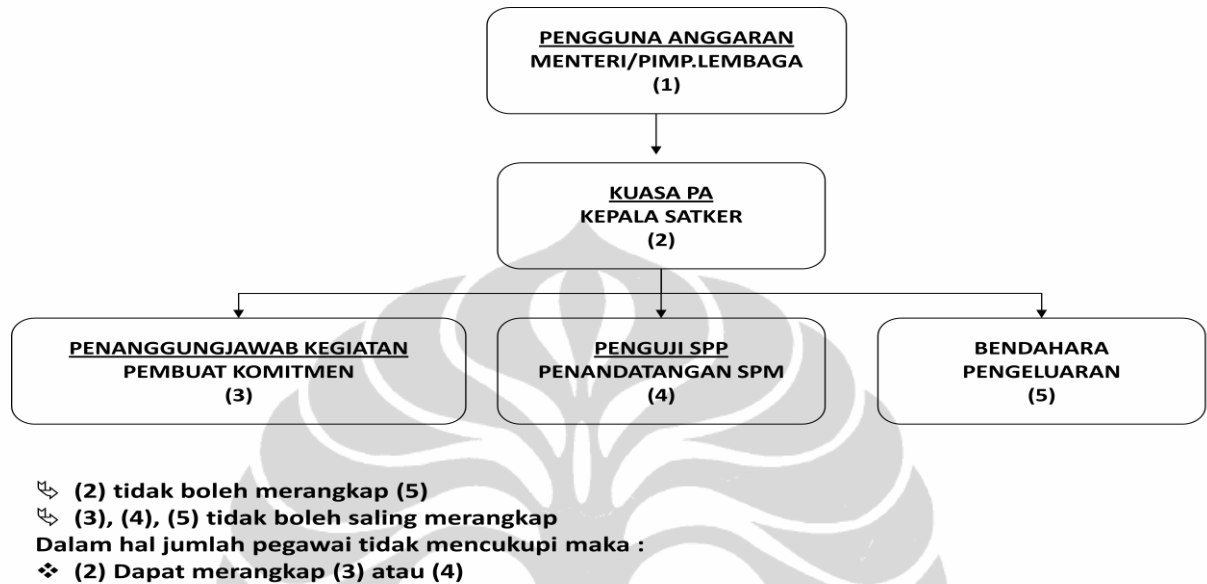 PENGGUNA ANGGARAN
MENTERI/PIMP.LEMBAGA
(1)
KUASA PA
KEPALA SATKER
(2)
PENANGGUNGJAWAB KEGIATAN
PEMBUAT KOMITMEN
(3)
PENGUJI SPP
PENANDATANGAN SPM
(4)
BENDAHARA
PENGELUARAN
(5)
(2) tidak boleh merangkap (5)
(3), (4), (5) tidak boleh saling merangkap
Dalam hal jumlah pegawai tidak mencukupi maka :
❖ (2) Dapat merangkap (3) atau (4)